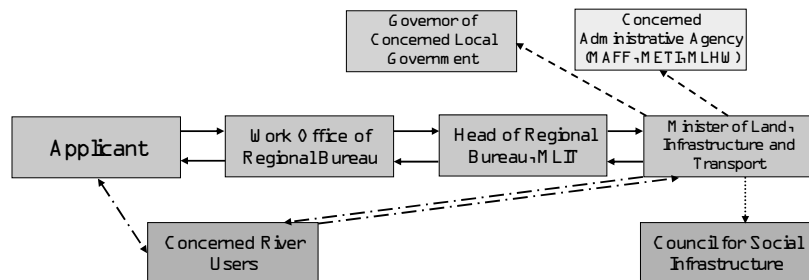 Governor of
Concerned Local
Government
Concerned
Administrative Agency
(MAFF, METI, MLHW)
Applicant
Work Office of
Regional Bureau
Head of Regional
Bureau, MLIT
Minister of Land,
Infrastructure and
Transport
Concerned River
Users
Council for Social
Infrastructure